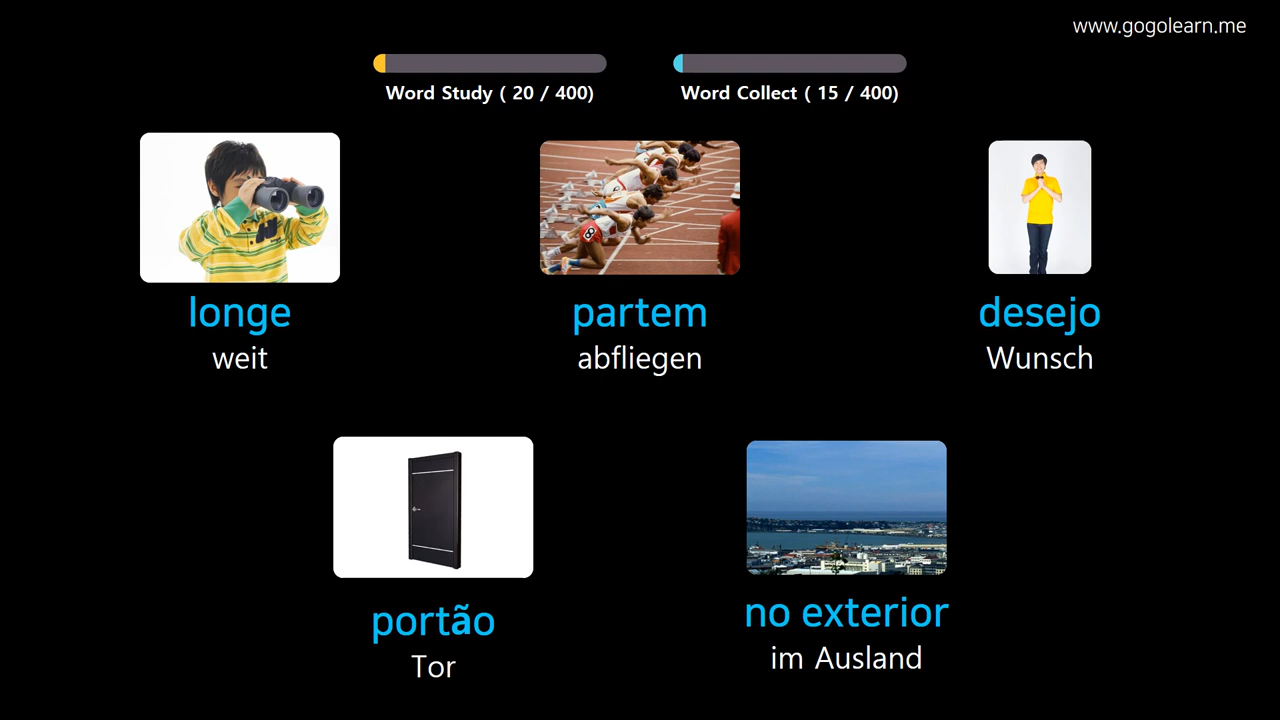 www.gogolearn.me
Word Study ( 20 / 400)
Word Collect ( 15 / 400)
longe
weit
partem
abfliegen
desejo
Wunsch
portão
Tor
no exterior
im Ausland